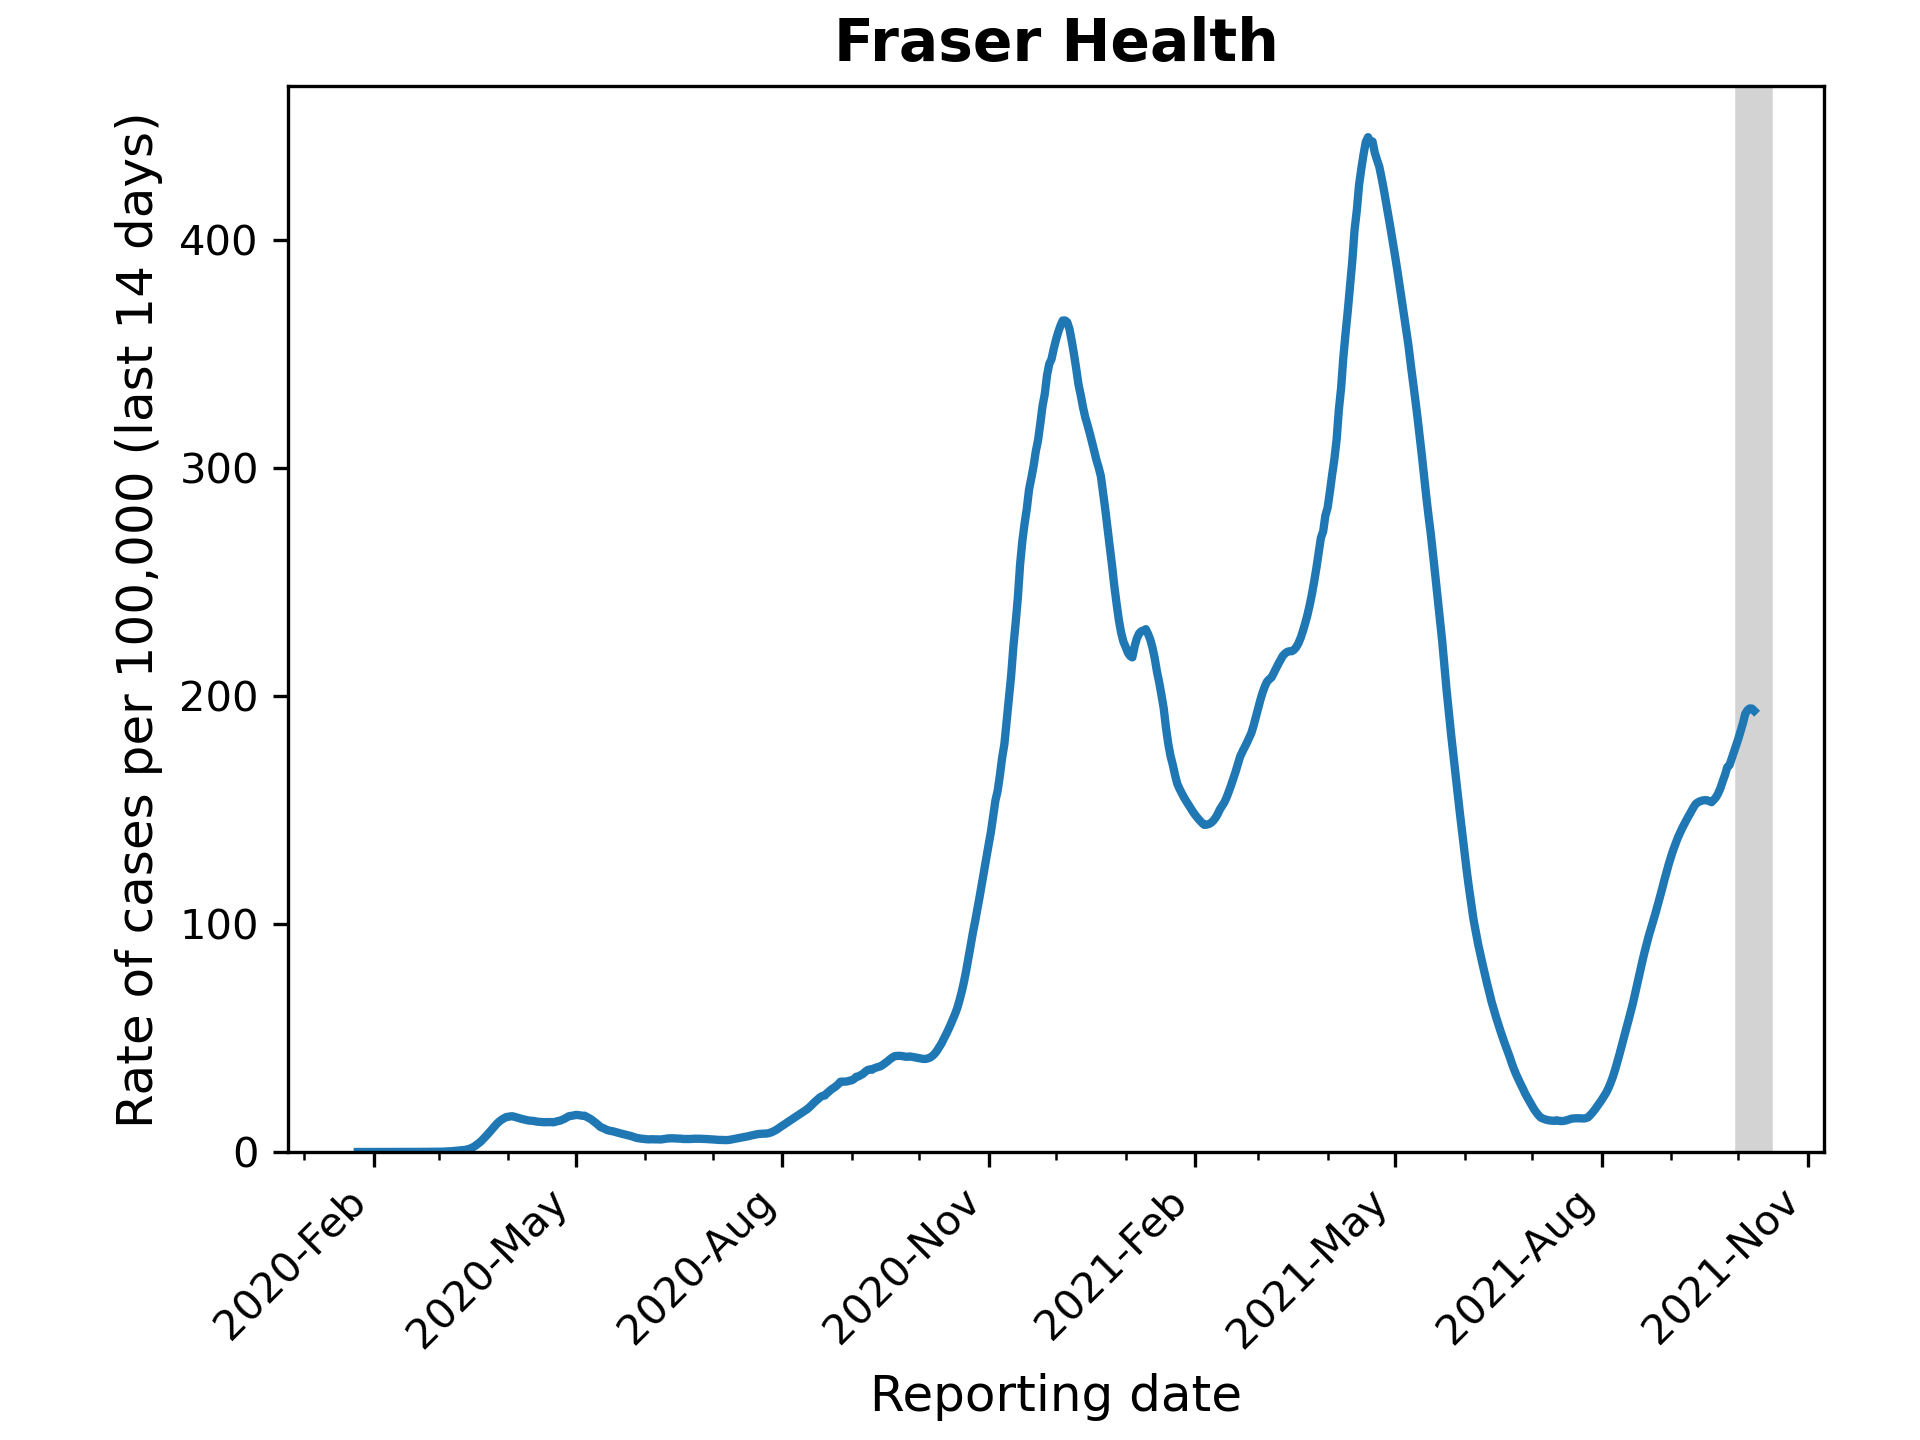 Fraser Health
Rate of cases per 100,000 (last 14 days)
400
300
200
100
0
2020-Feb
2020-May
2020-Aug
2020-Nov
2021-Feb
2021-May
2021-Aug
2021-Nov
Reporting date